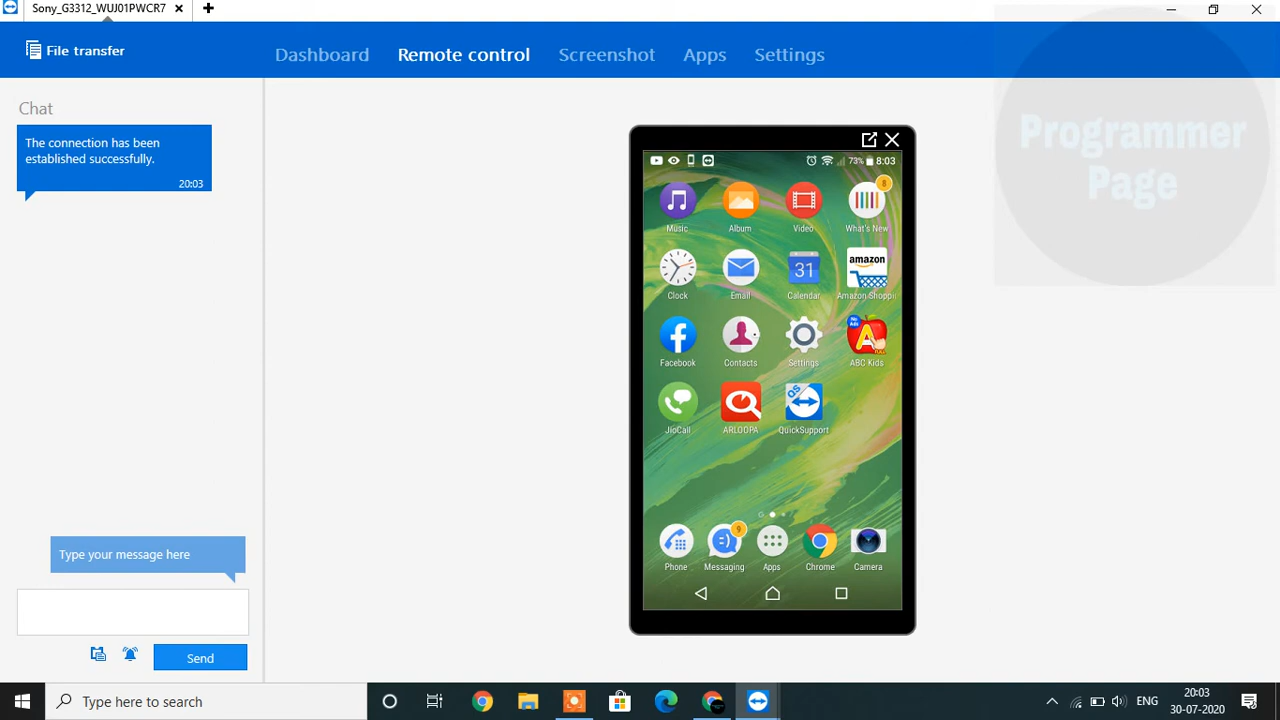 Sony_G3312_WUJ01PWCR7
File transfer
Dashboard
Remote control
Screenshot
Apps
Settings
Programmer
Page
Chat
The connection has been
established successfully.
20:03
73%
8:03
8
Music
Album
Video
What's New
31
amazon
Clock
Email
Calendar
Amazon Shoppi
Facebook
Contacts
Settings
ABC Kids
QS
JioCall
ARLOOPA
QuickSupport
G
9
Phone
Messaging
Apps
Chrome
Camera
Type your message here
Send
Type here to search
ENG
20:03
30-07-2020